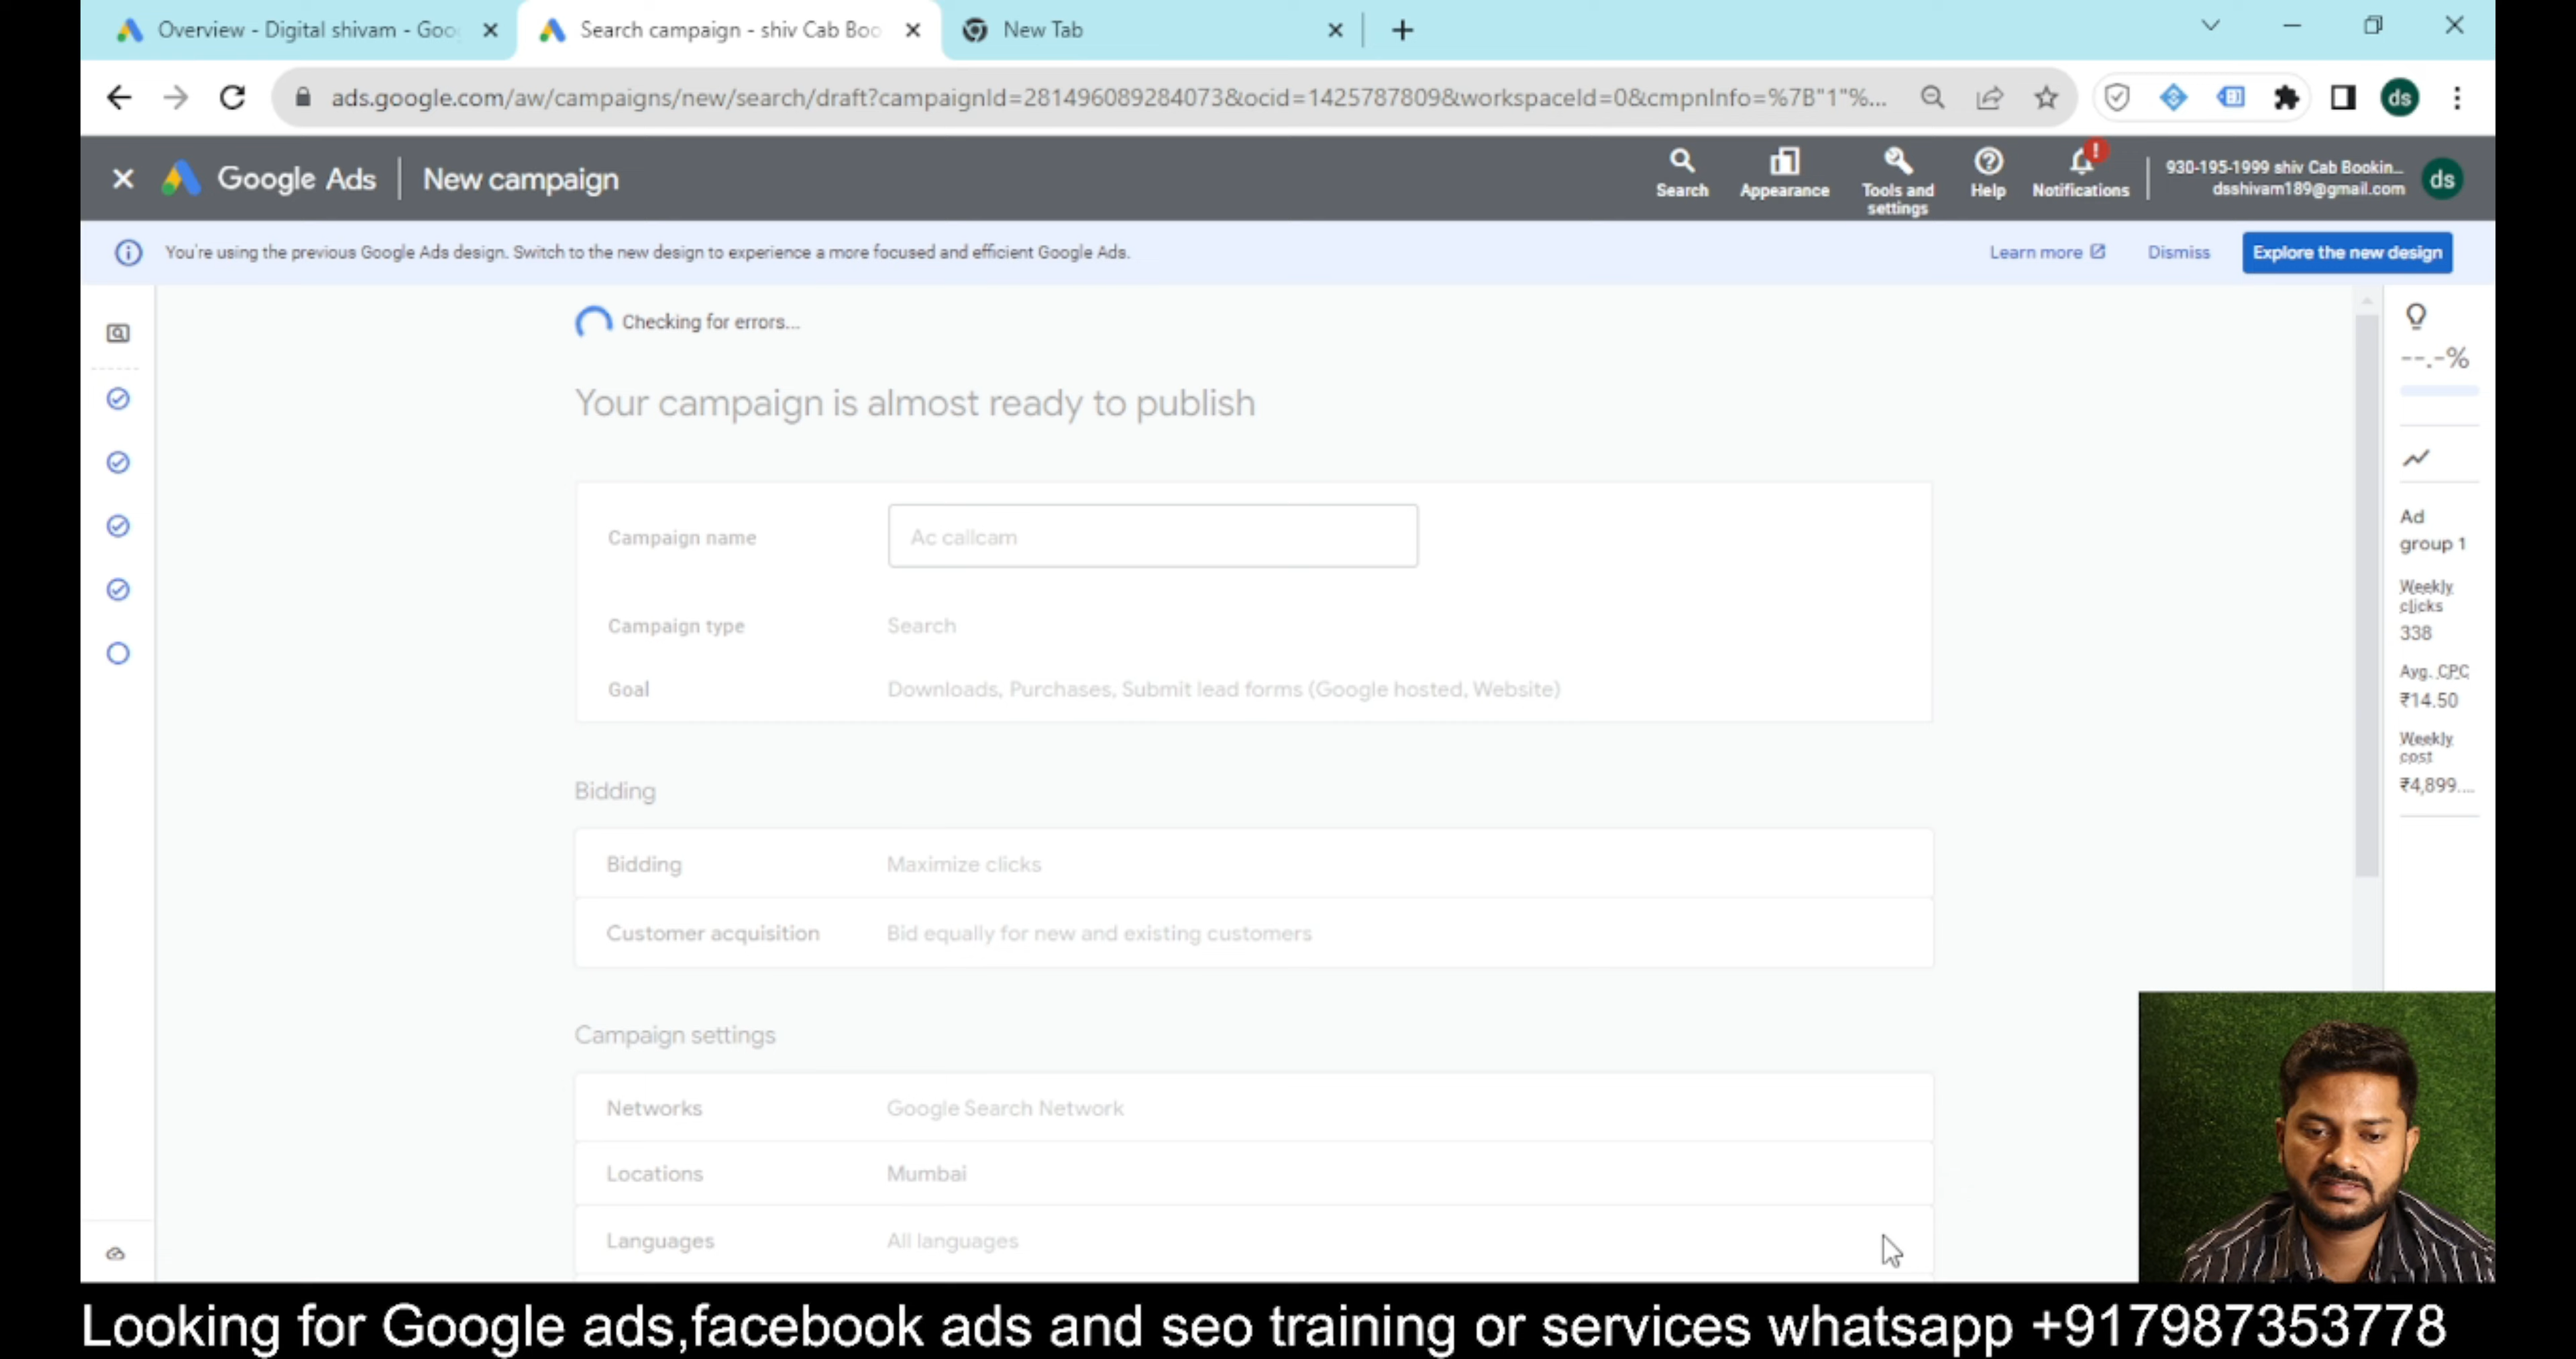 Overview - Digital shivam - Goo
Search campaign - shiv Cab Boo
New Tab
ads.google.com/aw/campaigns/new/search/draft?campaignId=281496089284073&ocid=1425787809&workspaceId=0&cmpnInfo=%7B"1"%...
ds
Google Ads
New campaign
Search
Appearance
Tools and
settings
Help
Notifications
930-195-1999 shiv Cab Bookin...
dsshivam189@gmail.com
ds
You're using the previous Google Ads design. Switch to the new design to experience a more focused and efficient Google Ads.
Learn more
Dismiss
Explore the new design
Checking for errors...
Your campaign is almost ready to publish
Campaign name
Ac callcam
Campaign type
Search
Goal
Downloads, Purchases, Submit lead forms (Google hosted, Website)
Bidding
Bidding
Maximize clicks
Customer acquisition
Bid equally for new and existing customers
Campaign settings
Networks
Google Search Network
Locations
Mumbai
Languages
All languages
--.-%
Ad
group 1
Weekly
clicks
338
Avg. CPC
₹14.50
Weekly
cost
₹4,899....
Looking for Google ads,facebook ads and seo training or services whatsapp +917987353778